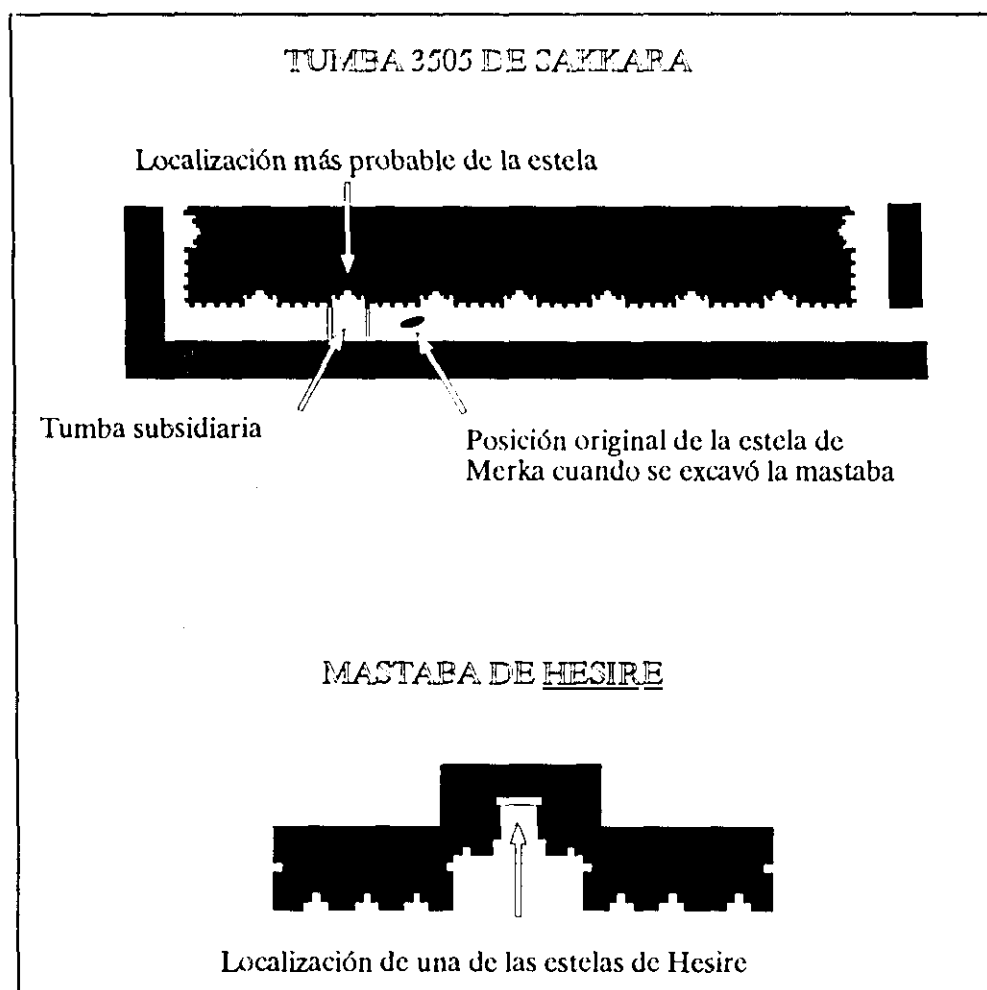 TUMBA 3505 DE SAKKARA
Localización más probable de la estela
Tumba subsidiaria
Posición original de la estela de
Merka cuando se excavó la mastaba
MASTABA DE HESIRE
Localización de una de las estelas de Hesire